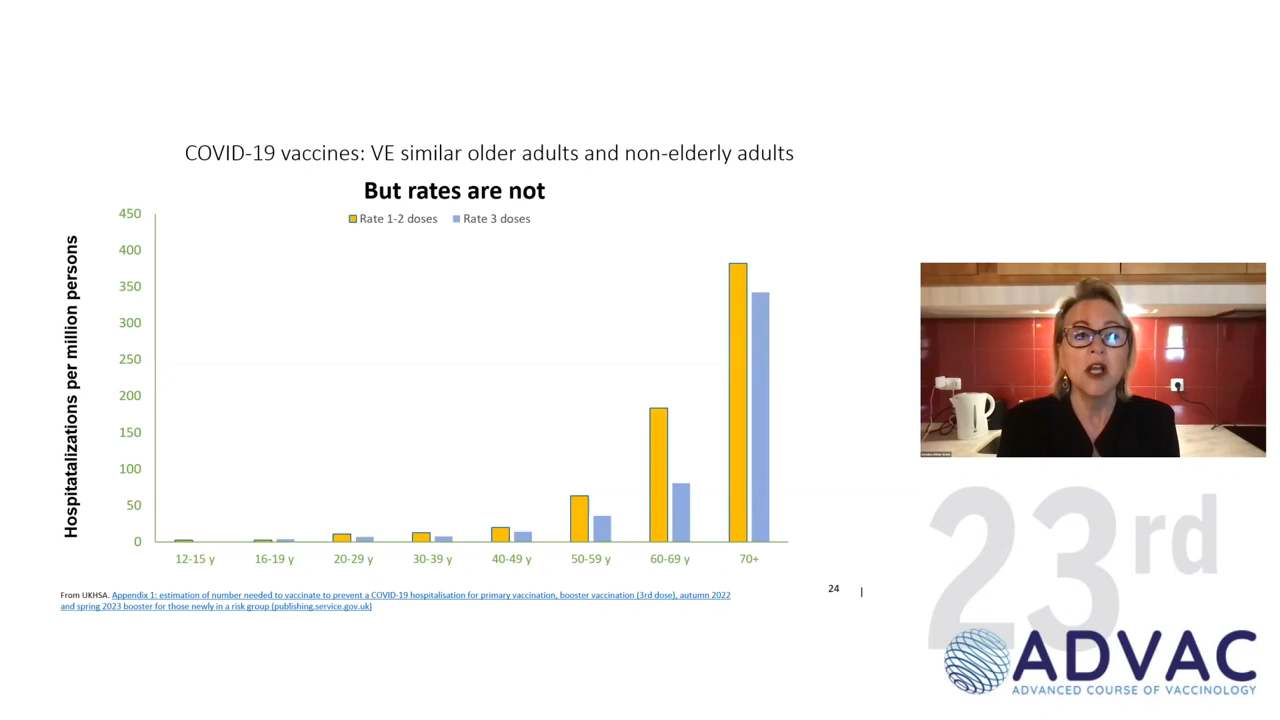 COVID-19 vaccines: VE similar older adults and non-elderly adults
But rates are not
Rate 1-2 doses
Rate 3 doses
Hospitatalizations per million persons
450
400
350
300
250
200
150
100
50
0
12-15 y
16-19 y
20-29 y
30-39 y
40-49 y
50-59 y
60-69 y
70+
From UKHSA. Appendix 1: estimation of number needed to vaccinate to prevent a COVID-19 hospitalisation for primary vaccination, booster vaccination (3rd dose), autumn 2022
and spring 2023 booster for those newly in a risk group (publishing.service.gov.uk)
24
23rd
ADVAC
ADVANCED COURSE OF VACCINOLOGY